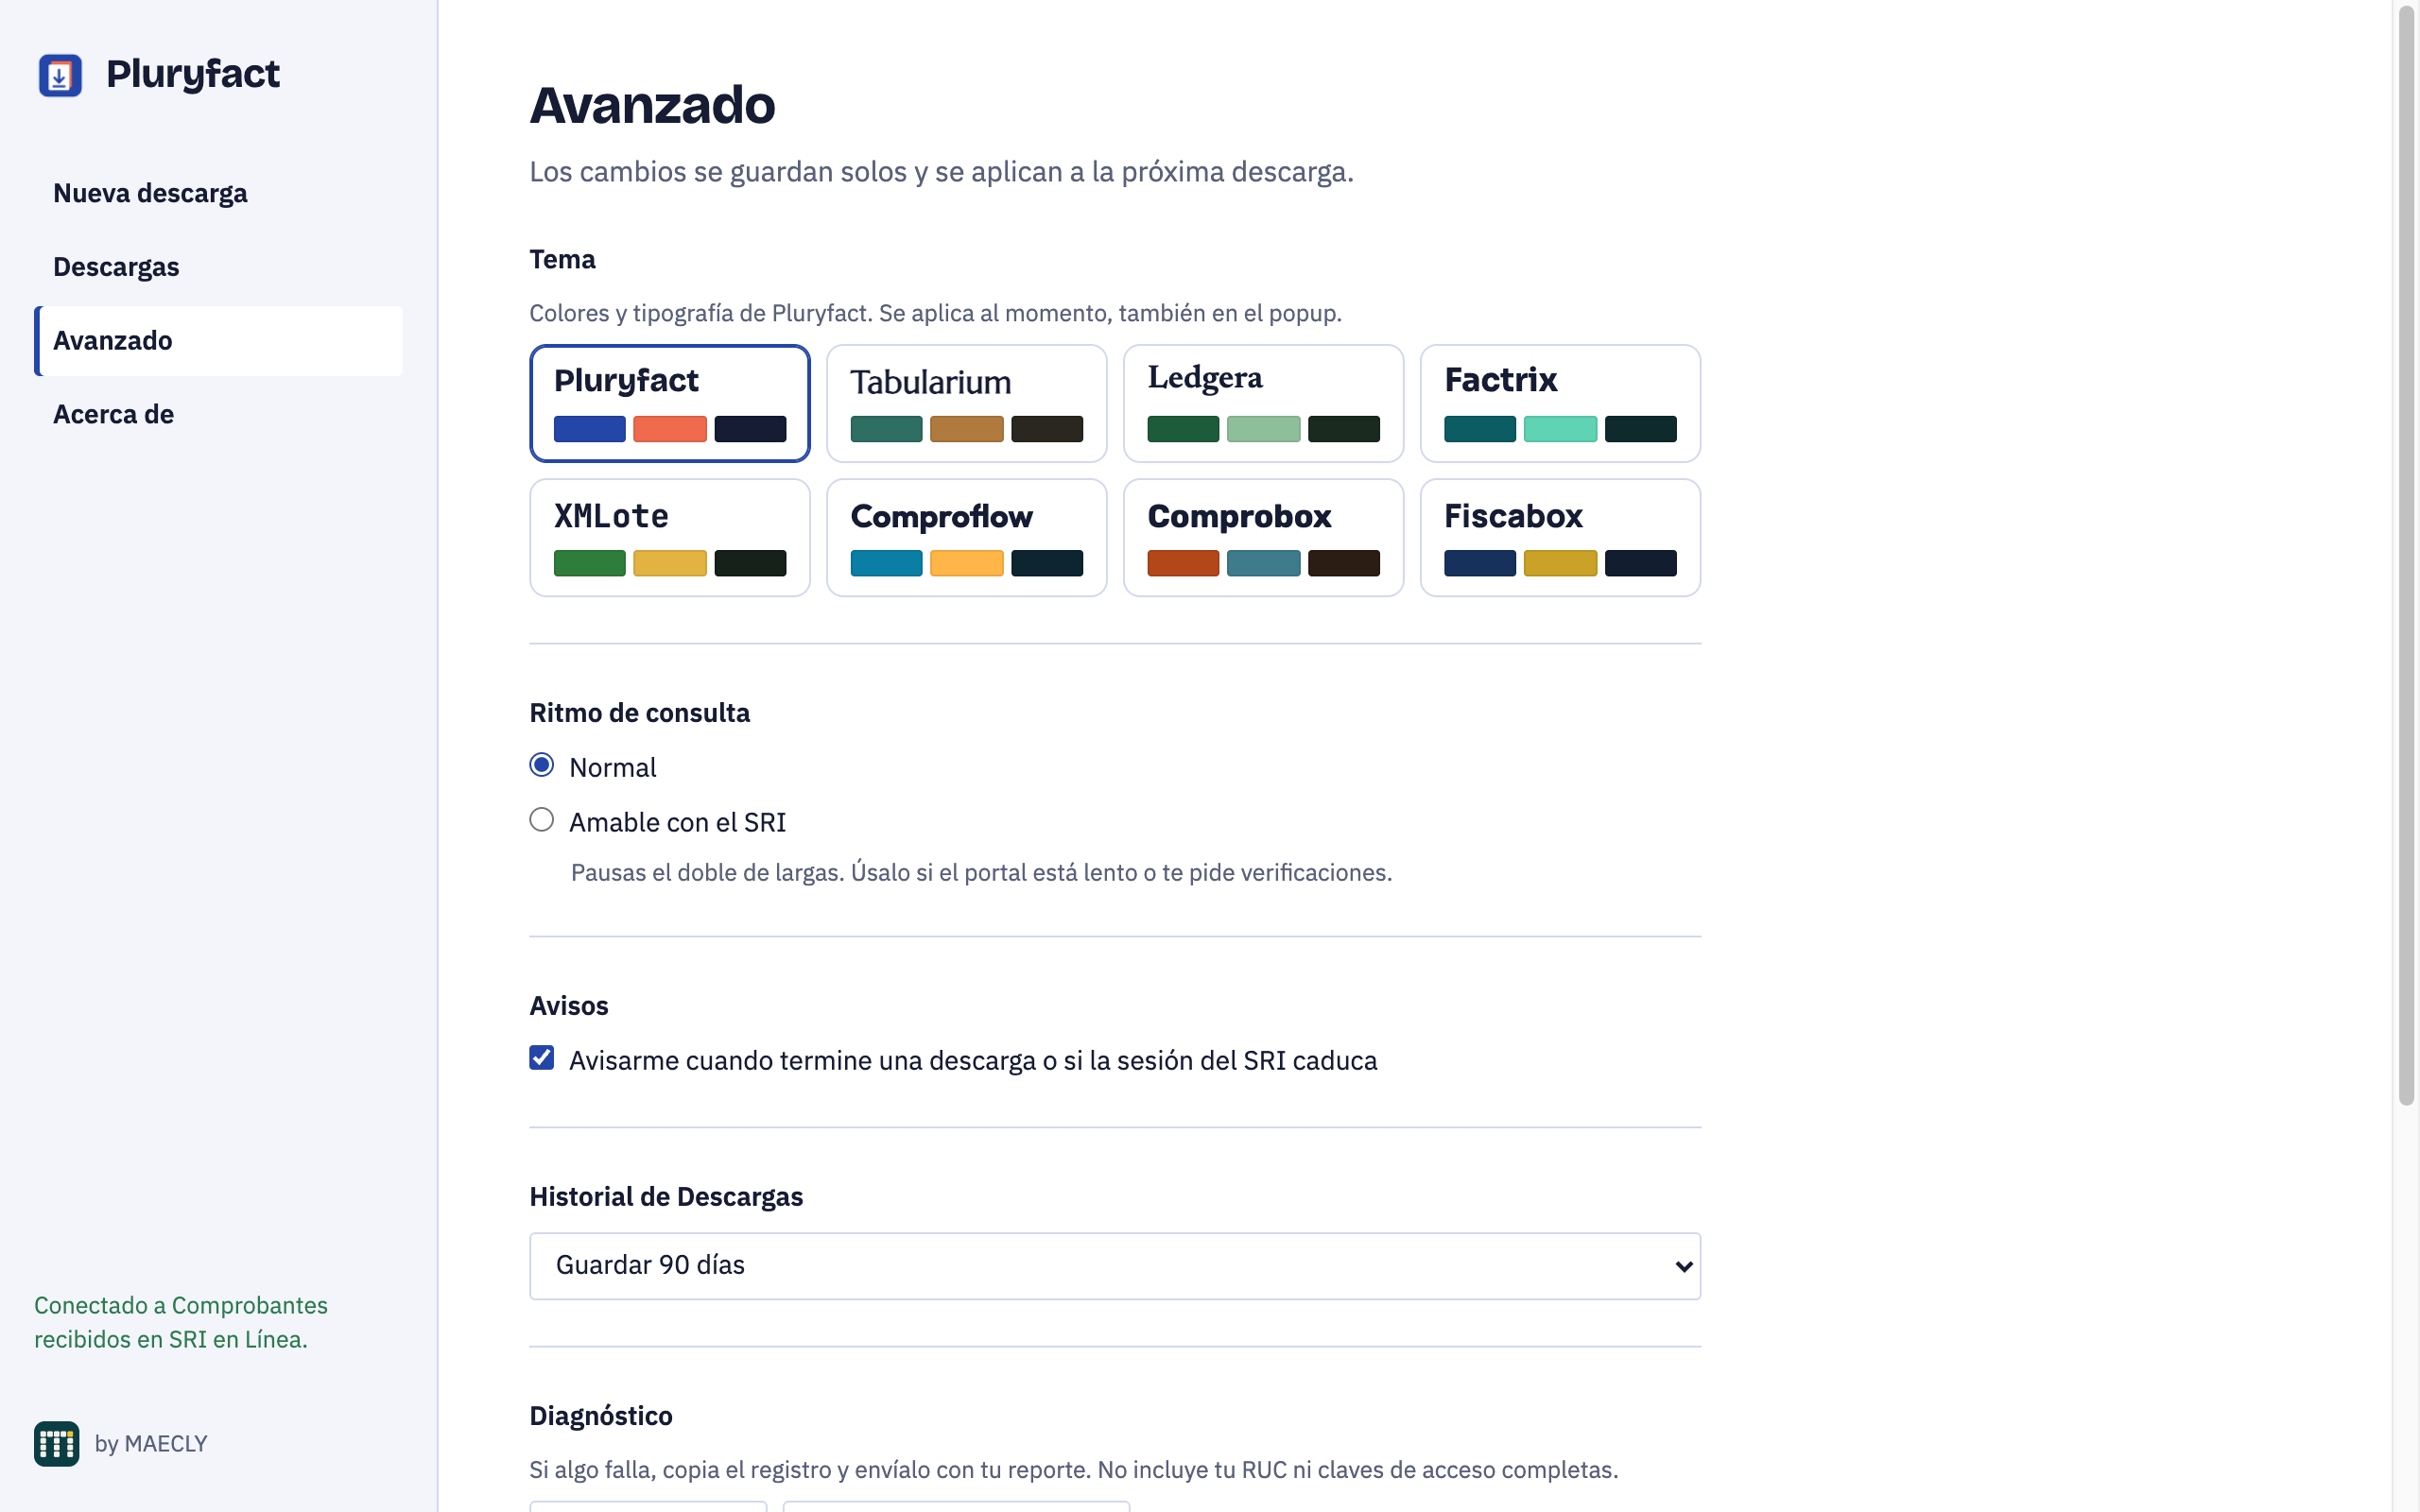 Pluryfact
Nueva descarga
Descargas
Avanzado
Acerca de
Conectado a Comprobantes
recibidos en SRI en Línea.
by MAECLY
Avanzado
Los cambios se guardan solos y se aplican a la próxima descarga.
Tema
Colores y tipografía de Pluryfact. Se aplica al momento, también en el popup.
Pluryfact
Tabularium
Ledgera
Factrix
XMLote
Comproflow
Comprobox
Fiscabox
Ritmo de consulta
Normal
Amable con el SRI
Pausas el doble de largas. Úsalo si el portal está lento o te pide verificaciones.
Avisos
Avisarme cuando termine una descarga o si la sesión del SRI caduca
Historial de Descargas
Guardar 90 días
Diagnóstico
Si algo falla, copia el registro y envíalo con tu reporte. No incluye tu RUC ni claves de acceso completas.